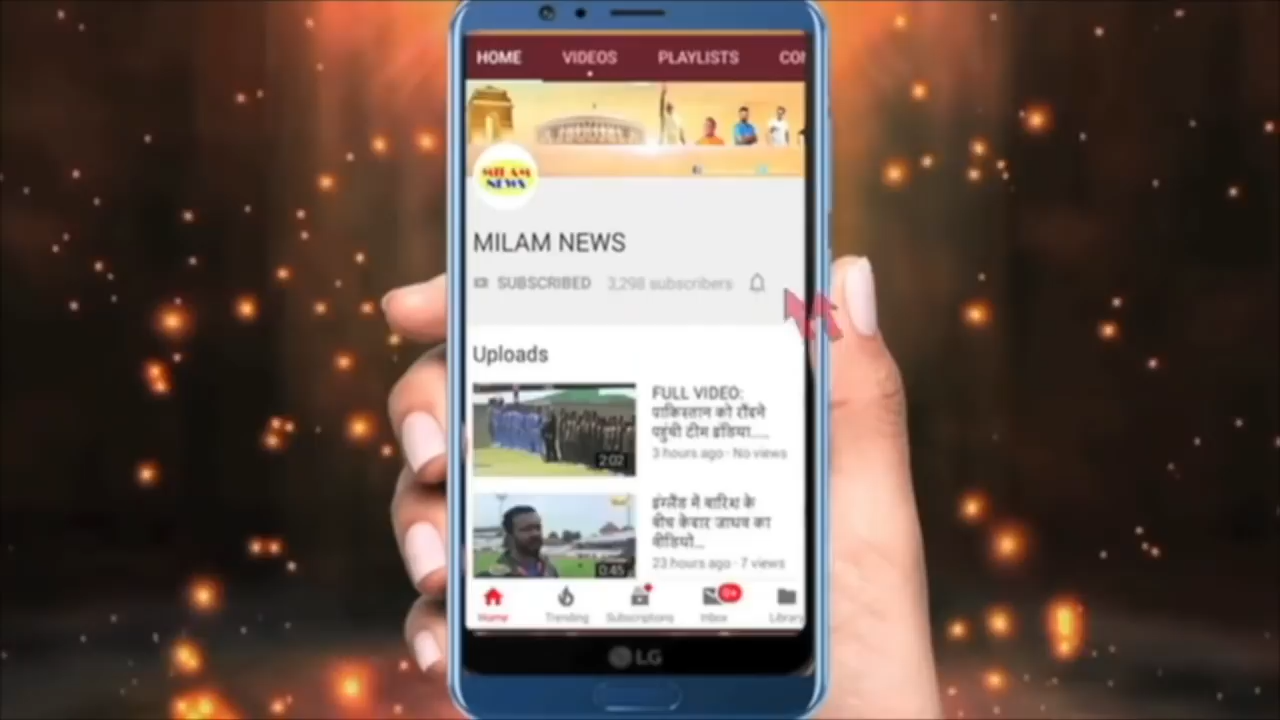 HOME VIDEOS PLAYLISTS
MILAM
NEWS
MILAM NEWS
SUBSCRIBED 3,298 subscribers
Uploads
FULL VIDEO:
पाकिस्तान को रौंदने
पहुंची टीम इंडिया.....
3 hours ago · No views
2:02
इंग्लैंड में बारिश के
बीच केदार जाधव का
वीडियो...
23 hours ago · 7 views
0:45
Home Trending Subscriptions Inbox Library
LG